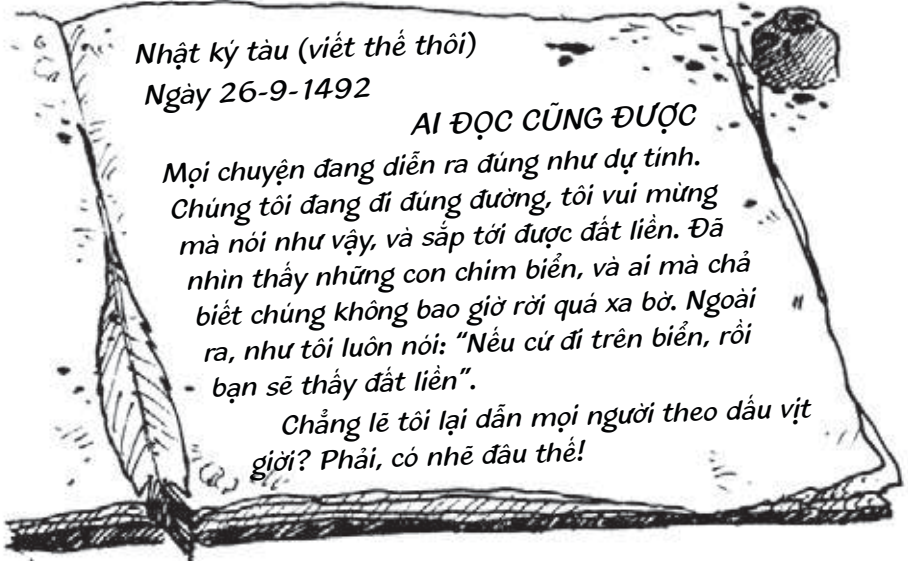 Nhật ký tàu (viết thế thôi)
Ngày 26-9-1492
AI ĐỌC CŨNG ĐƯỢC
Mọi chuyện đang diễn ra đúng như dự tính.
Chúng tôi đang đi đúng đường, tôi vui mừng
mà nói như vậy, và sắp tới được đất liền. Đã
nhìn thấy những con chim biển, và ai mà chả
biết chúng không bao giờ rời quá xa bờ. Ngoài
ra, như tôi luôn nói: “Nếu cứ đi trên biển, rồi
bạn sẽ thấy đất liền”.
Chẳng lẽ tôi lại dẫn mọi người theo dấu vịt
giời? Phải, có nhẽ đâu thế!